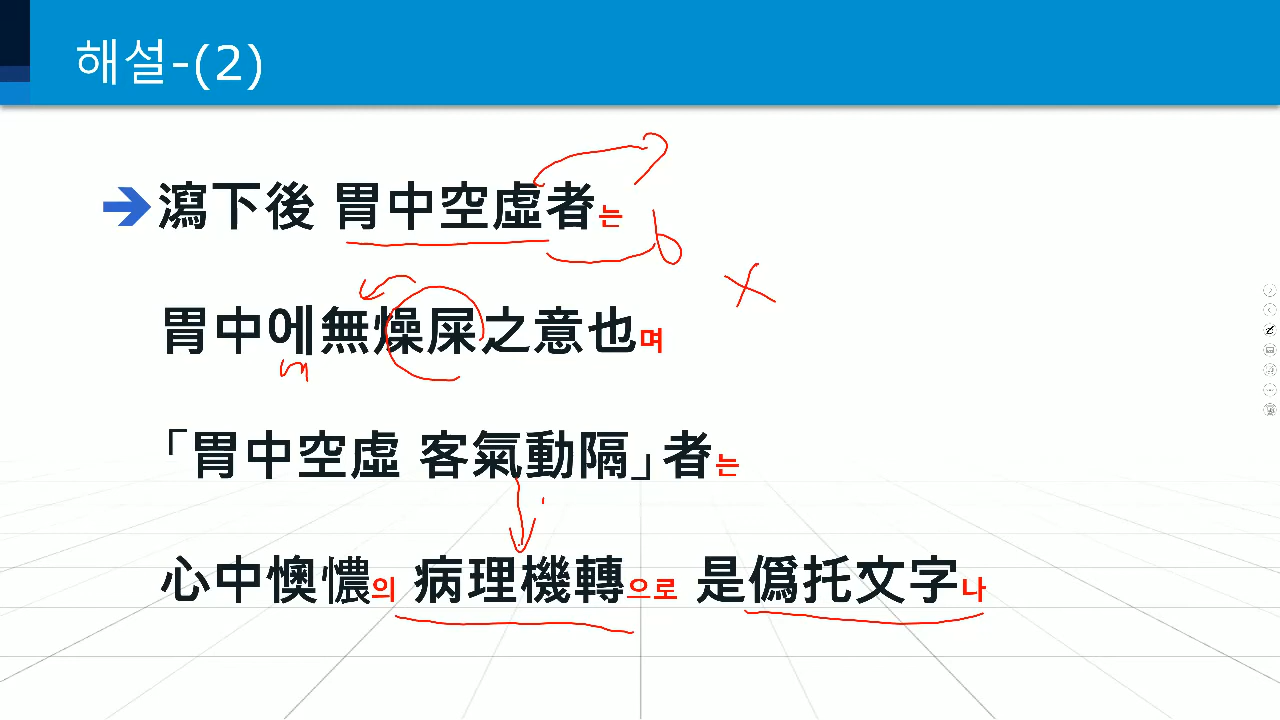 해설-(2)
瀉下後 胃中空虛者는
胃中에無燥屎之意也며
「胃中空虛 客氣動隔」者는
心中懊憹의 病理機轉으로 是僞托文字나